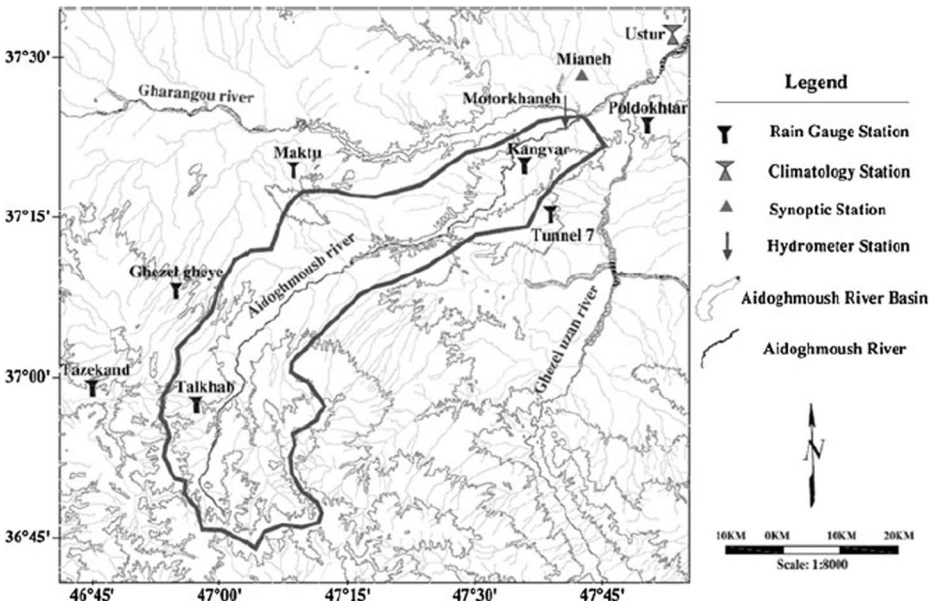 37°30'
37°15'
37°00'
36°45'
46°45'
47°00'
47°15'
47°30'
47°45'
Ustur
Mianeh
Motorkhaneh
Poldokhtar
Gharangou river
Kangvar
Maktu
Tunnel 7
Aidoghmoush river
Ghezel gheye
Ghezel uzan river
Tazekand
Talkhab
Legend
Rain Gauge Station
Climatology Station
Synoptic Station
Hydrometer Station
Aidoghmoush River Basin
Aidoghmoush River
N
10KM 0KM 10KM 20KM
Scale: 1:8000